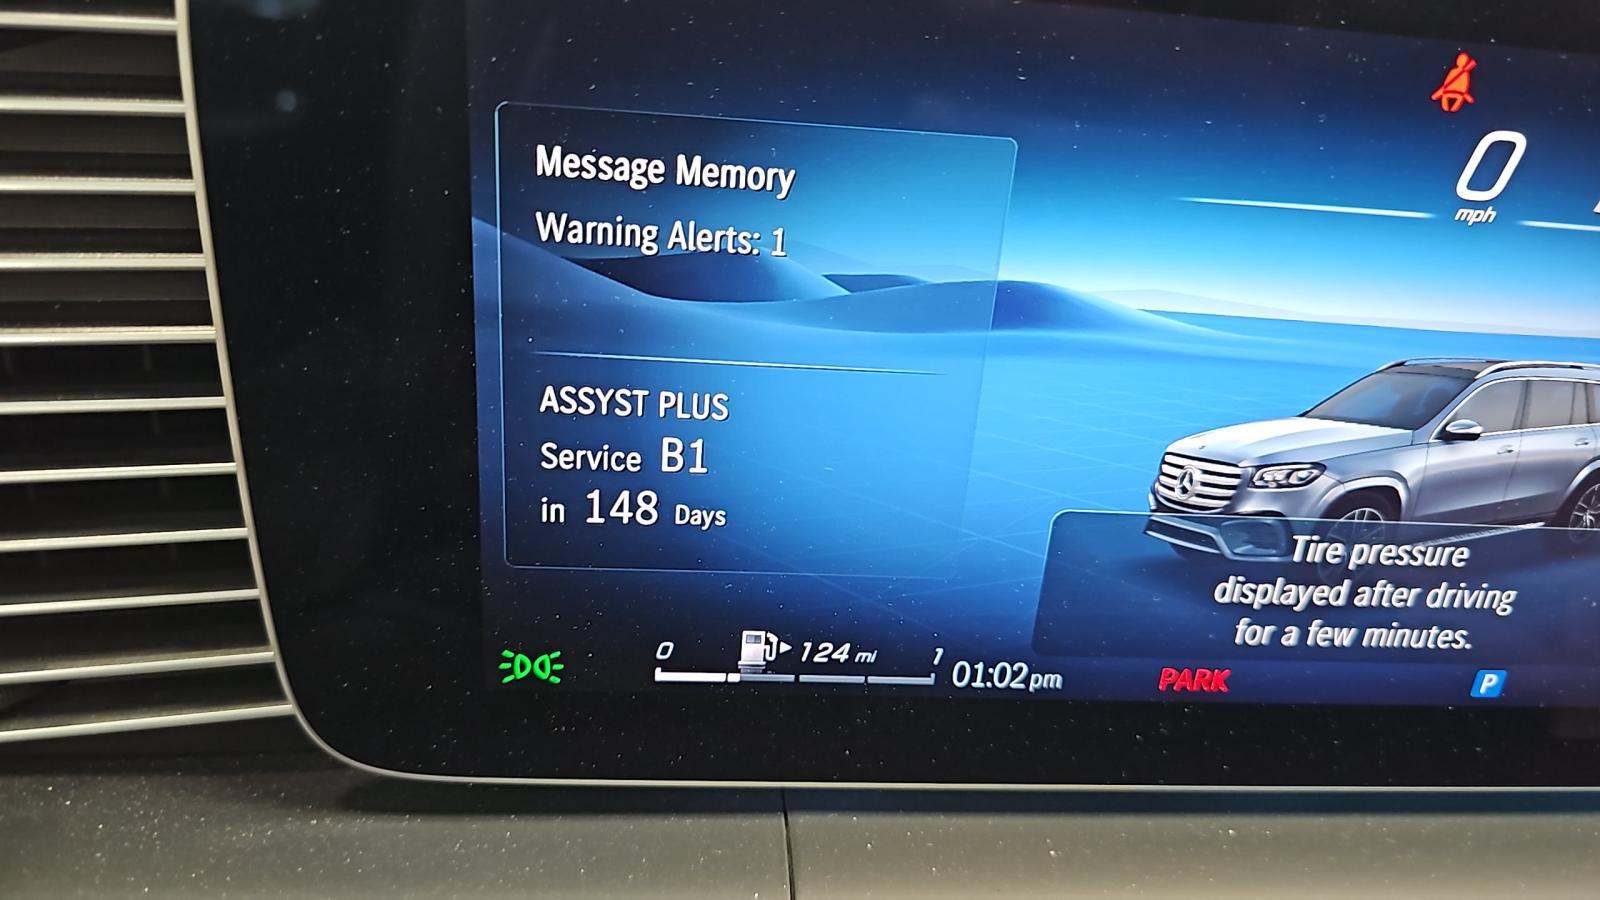 Message Memory
Warning Alerts: 1
ASSYST PLUS
Service B1
in 148 Days
0
mph
Tire pressure
displayed after driving
for a few minutes.
0 124 mi 1
01:02pm
PARK
P